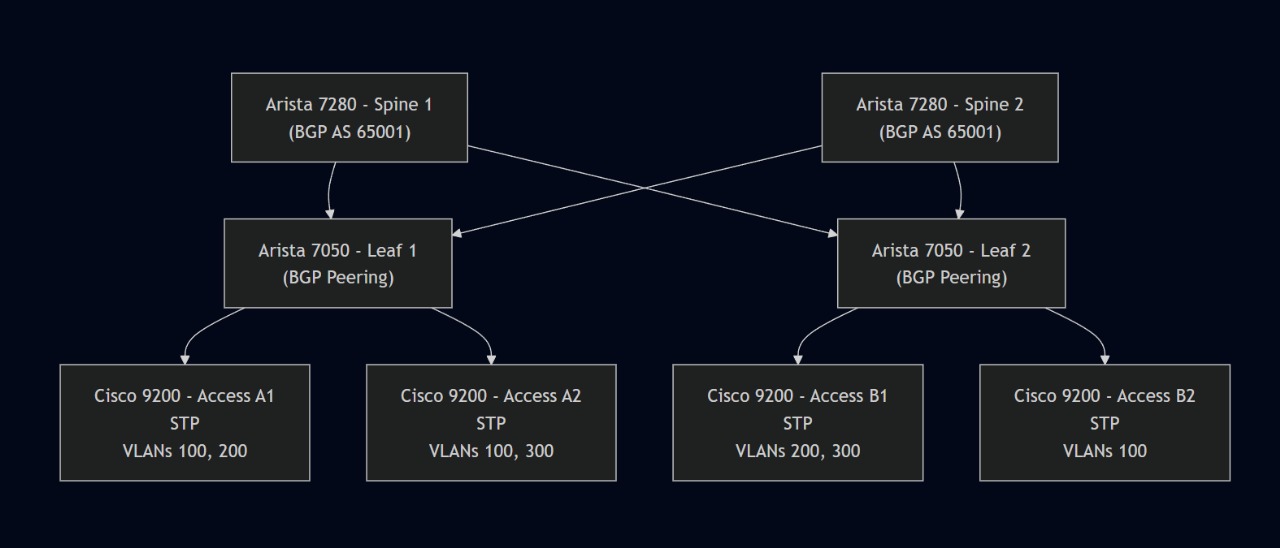 Arista 7280 - Spine 1
(BGP AS 65001)
Arista 7280 - Spine 2
(BGP AS 65001)
Arista 7050 - Leaf 1
(BGP Peering)
Arista 7050 - Leaf 2
(BGP Peering)
Cisco 9200 - Access A1
STP
VLANs 100, 200
Cisco 9200 - Access A2
STP
VLANs 100, 300
Cisco 9200 - Access B1
STP
VLANs 200, 300
Cisco 9200 - Access B2
STP
VLANs 100